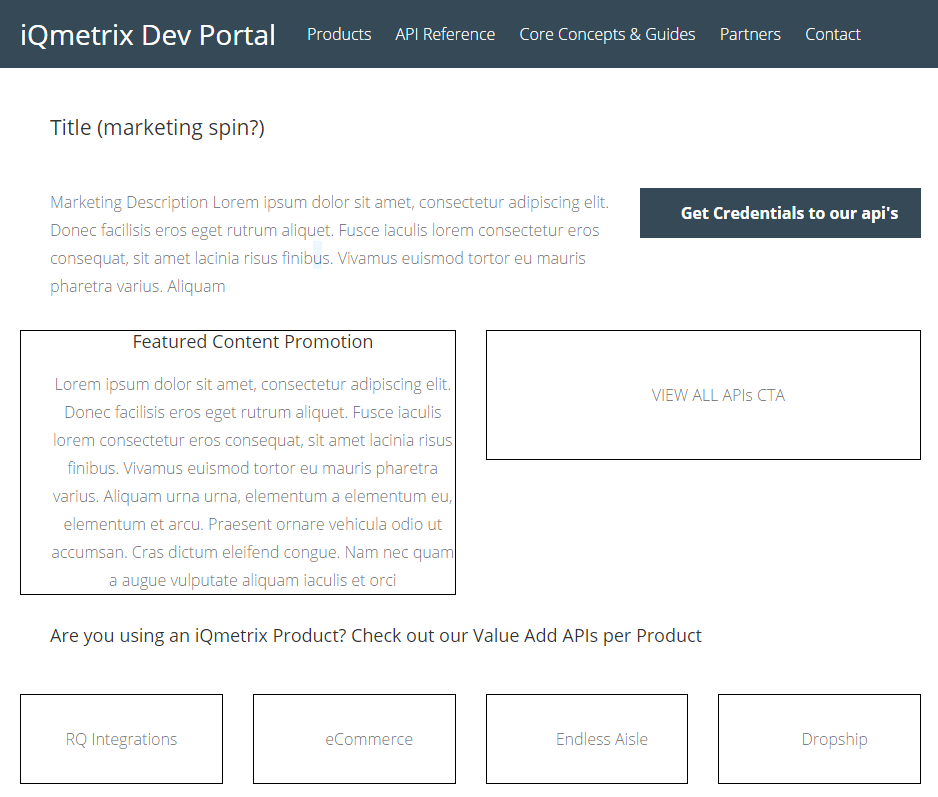 iQmetrix Dev Portal Products API Reference Core Concepts & Guides Partners Contact
Title (marketing spin?)
Marketing Description Lorem ipsum dolor sit amet, consectetur adipiscing elit.
Donec facilisis eros eget rutrum aliquet. Fusce iaculis lorem consectetur eros
consequat, sit amet lacinia risus finibus. Vivamus euismod tortor eu mauris
pharetra varius. Aliquam
Get Credentials to our api's
Featured Content Promotion
Lorem ipsum dolor sit amet, consectetur adipiscing elit.
Donec facilisis eros eget rutrum aliquet. Fusce iaculis
lorem consectetur eros consequat, sit amet lacinia risus
finibus. Vivamus euismod tortor eu mauris pharetra
varius. Aliquam urna urna, elementum a elementum eu,
elementum et arcu. Praesent ornare vehicula odio ut
accumsan. Cras dictum eleifend congue. Nam nec quam
a augue vulputate aliquam iaculis et orci
VIEW ALL APIs CTA
Are you using an iQmetrix Product? Check out our Value Add APIs per Product
RQ Integrations
eCommerce
Endless Aisle
Dropship